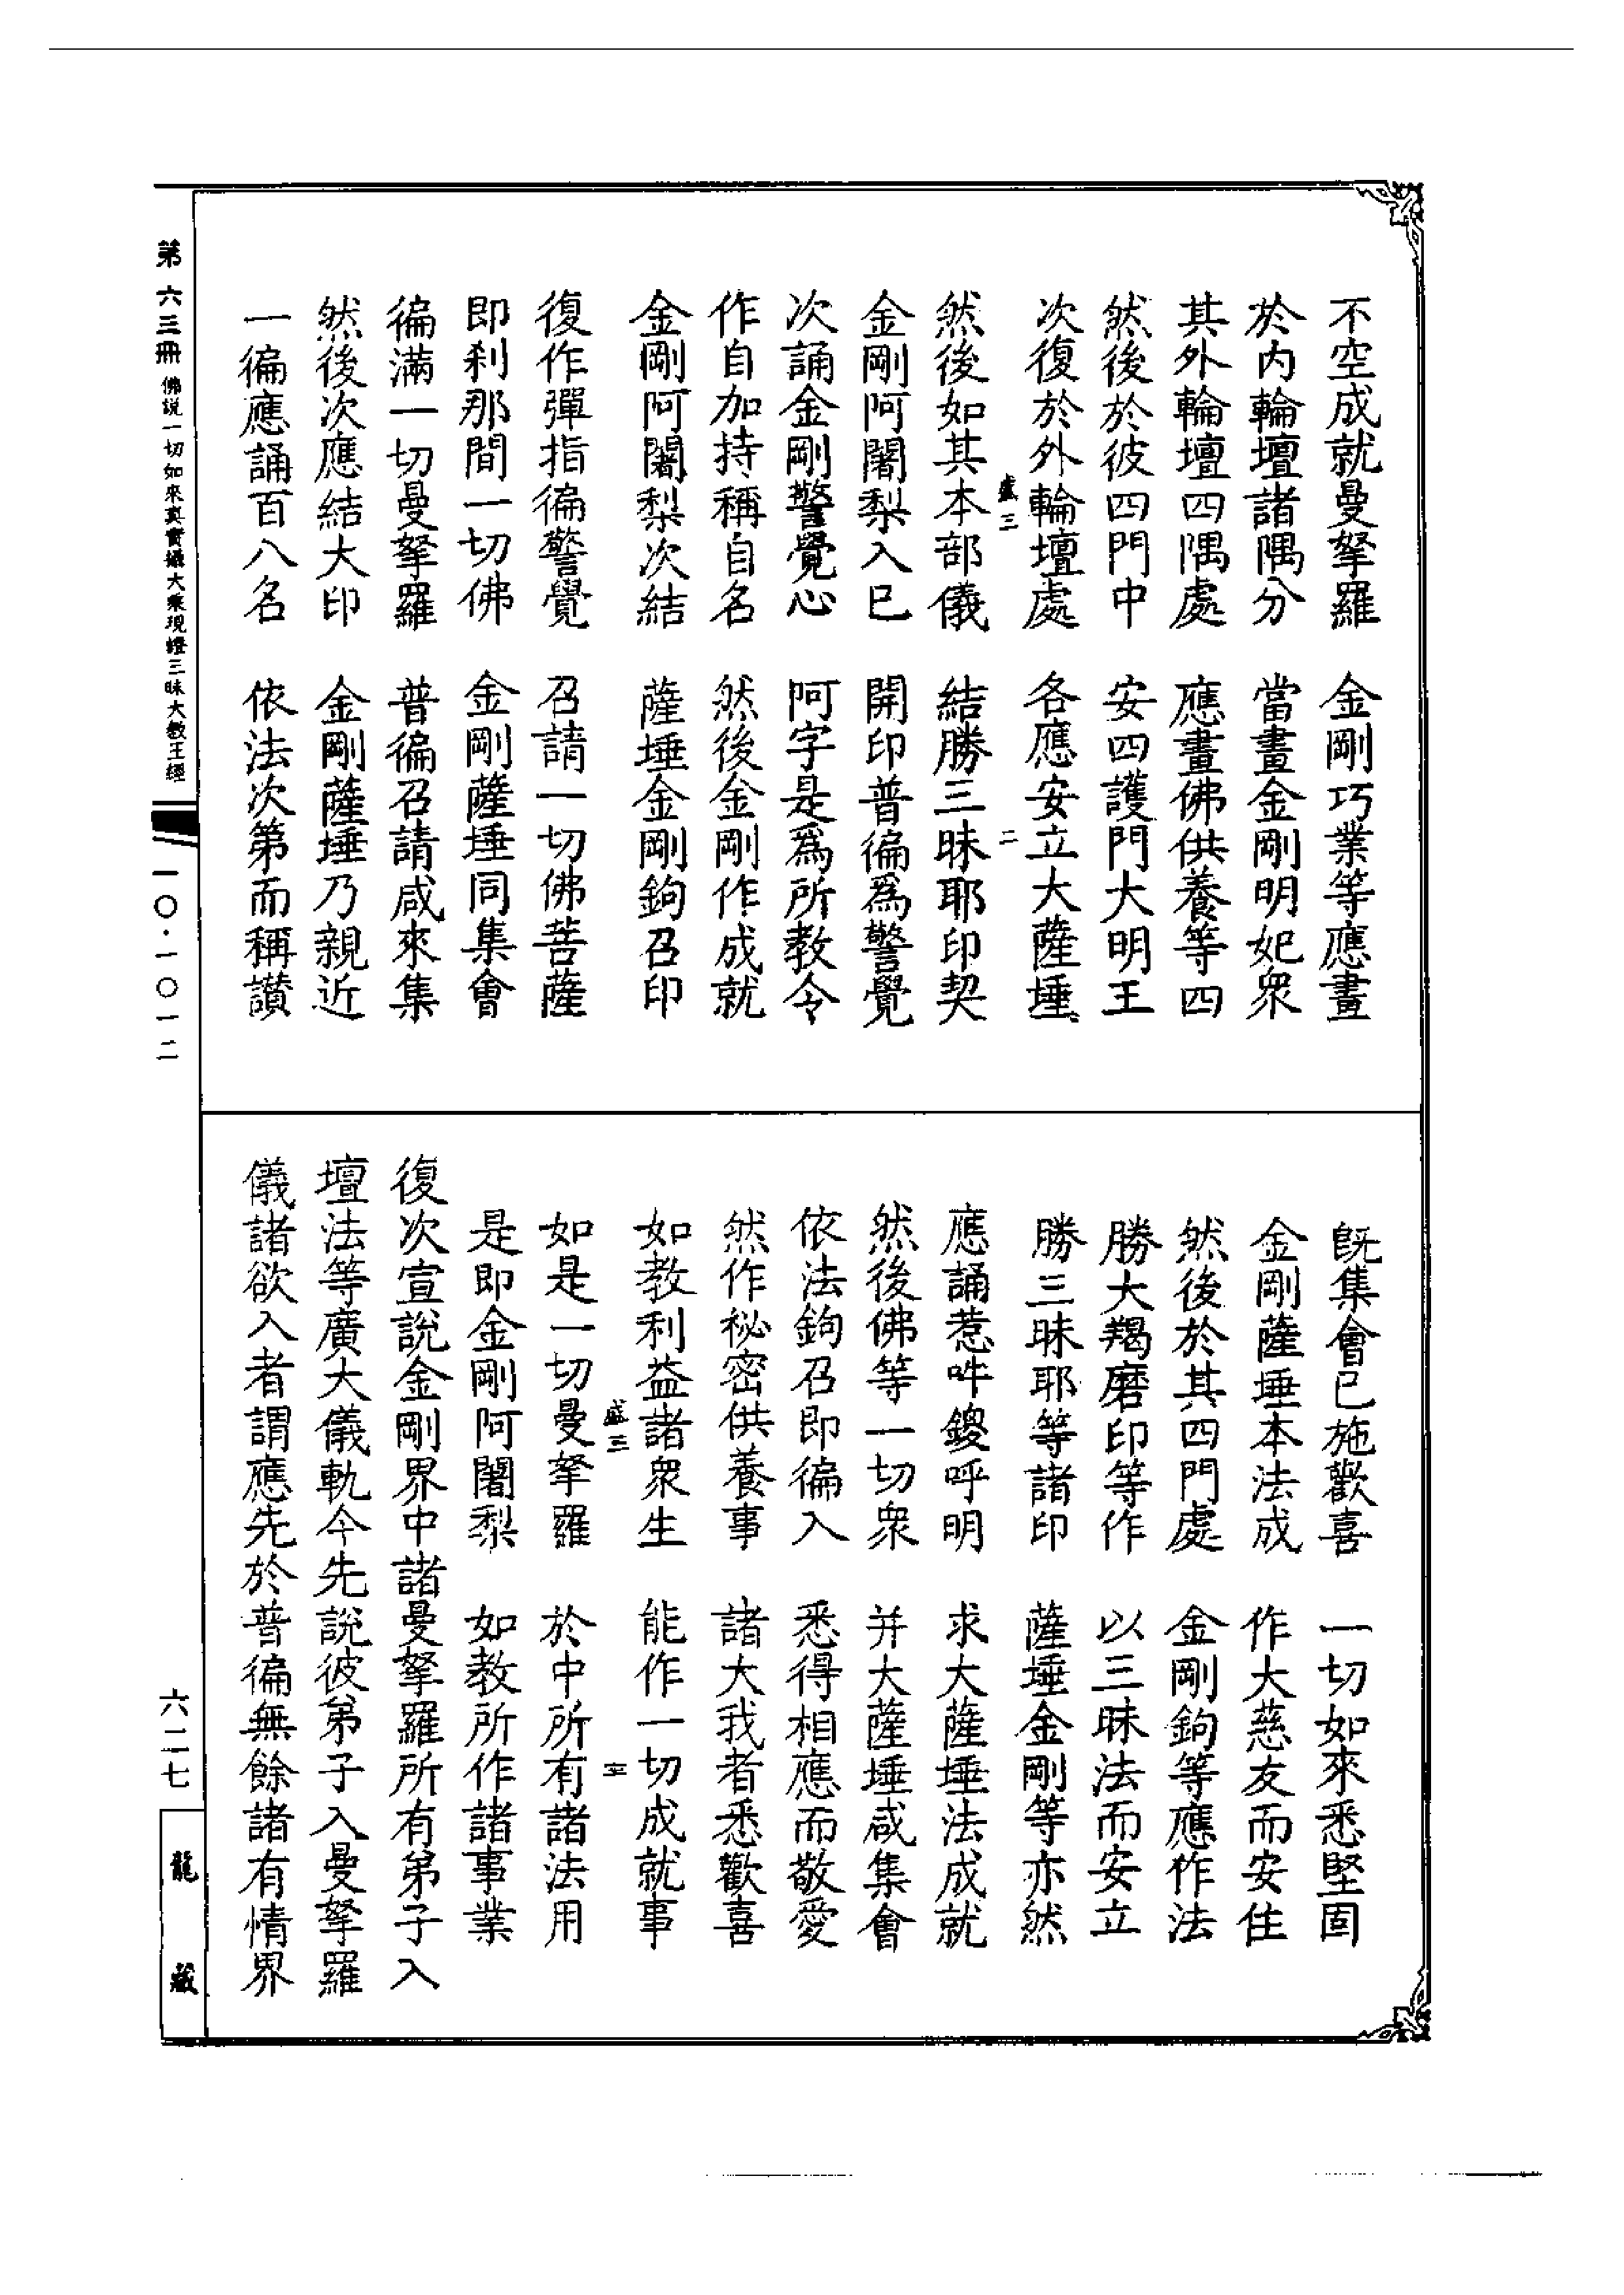 不空成就曼拏羅　金剛巧業等應畫
於內輪壇諸隅分　當畫金剛明妃衆
其外輪壇四隅處　應畫佛供養等四
然後於彼四門中　安四護門大明王
次復於外輪壇處　各應安立大薩埵
盛三　二
然後如其本部儀　結勝三昧耶印契
金剛阿闍梨入已　開印普徧爲警覺
次誦金剛警覺心　阿字是爲所教令
作自加持稱自名　然後金剛作成就
金剛阿闍梨次結　薩埵金剛鉤召印
復作彈指徧警覺　召請一切佛菩薩
即刹那間一切佛　金剛薩埵同集會
徧滿一切曼拏羅　普徧召請咸來集
然後次應結大印　金剛薩埵乃親近
一徧應誦百八名　依法次第而稱讃
旣集會已施歡喜　一切如來悉堅固
金剛薩埵本法成　作大慈友而安住
然後於其四門處　金剛鉤等應作法
勝大羯磨印等作　以三昧法而安立
勝三昧耶等諸印　薩埵金剛等亦然
應誦惹吽鑁呼明　求大薩埵法成就
然後佛等一切衆　并大薩埵咸集會
依法鉤召即徧入　悉得相應而敬愛
然作祕密供養事　諸大我者悉歡喜
如教利益諸衆生　能作一切成就事
盛三
如是一切曼拏羅　於中所有諸法用
是即金剛阿闍梨　如教所作諸事業
復次宣說金剛界中諸曼拏羅所有弟子入
壇法等廣大儀軌今先說彼弟子入曼拏羅
儀諸欲入者謂應先於普徧無餘諸有情界
第六三冊　佛説一切如來真實攝大乘現證三昧大教王經
一〇·一〇一二
六二七
龍藏